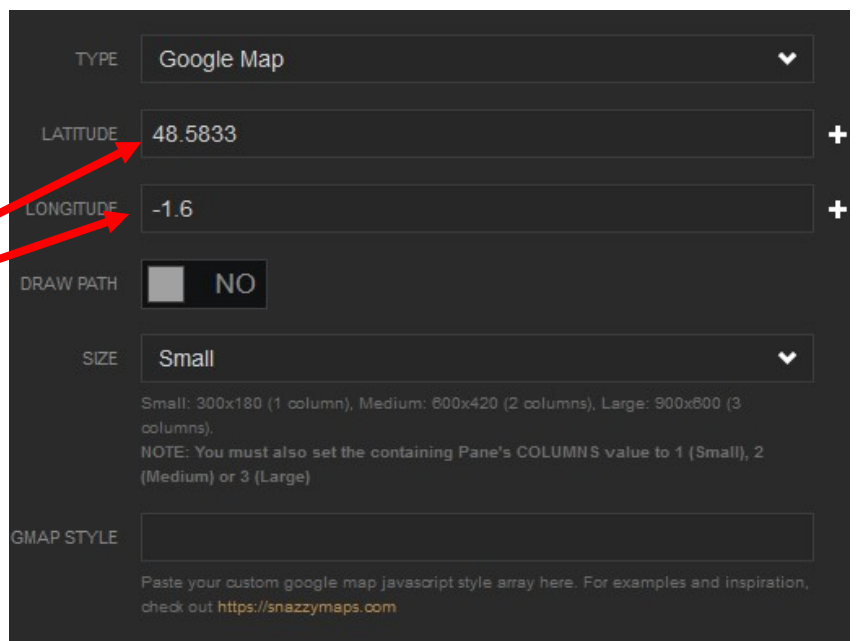 TYPE Google Map
LATITUDE 48.5833 +
LONGITUDE -1.6 +
DRAW PATH NO
SIZE Small
Small: 300x180 (1 column), Medium: 600x420 (2 columns), Large: 900x600 (3
columns).
NOTE: You must also set the containing Pane's COLUMNS value to 1 (Small), 2
(Medium) or 3 (Large)
GMAP STYLE
Paste your custom google map javascript style array here. For examples and inspiration,
check out https://snazzymaps.com